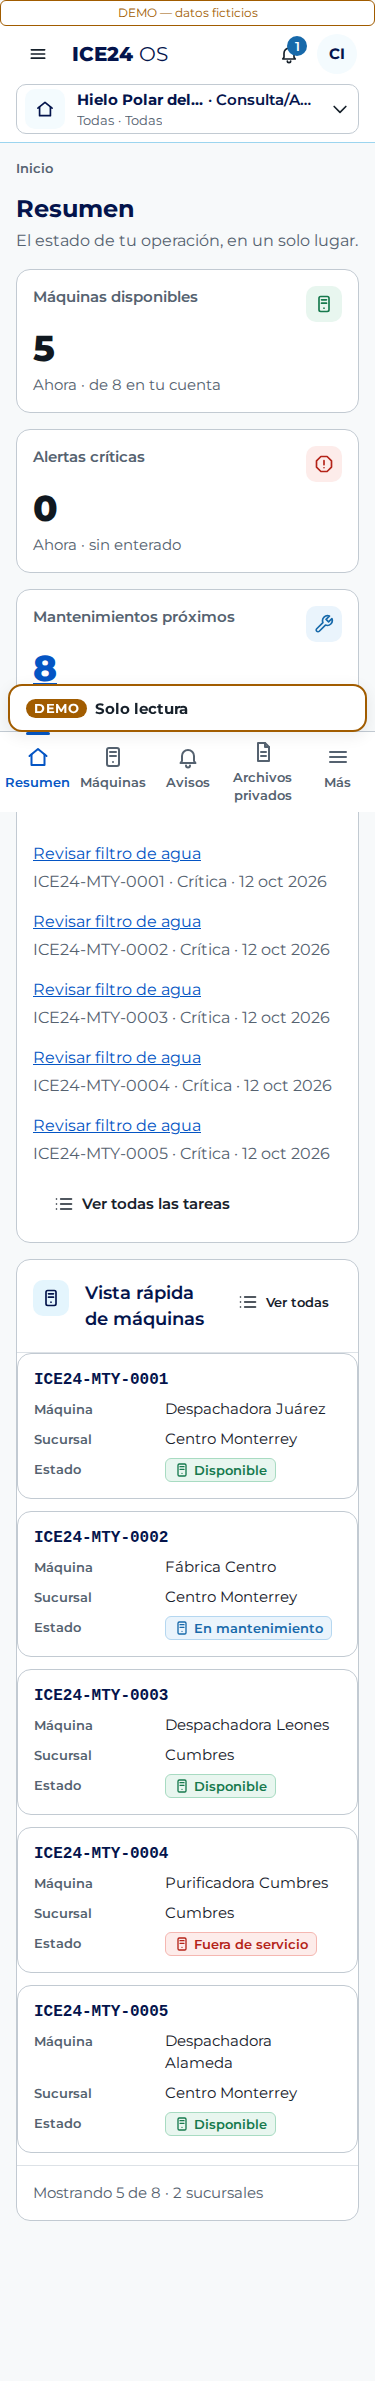 DEMO — datos ficticios
ICE24 OS
1
CI
Hielo Polar del... · Consulta/A...
Todas · Todas
Inicio
Resumen
El estado de tu operación, en un solo lugar.
Máquinas disponibles
5
Ahora · de 8 en tu cuenta
Alertas críticas
0
Ahora · sin enterado
Mantenimientos próximos
8
DEMO Solo lectura
Resumen
Máquinas
Avisos
Archivos
privados
Más
Revisar filtro de agua
ICE24-MTY-0001 · Crítica · 12 oct 2026
Revisar filtro de agua
ICE24-MTY-0002 · Crítica · 12 oct 2026
Revisar filtro de agua
ICE24-MTY-0003 · Crítica · 12 oct 2026
Revisar filtro de agua
ICE24-MTY-0004 · Crítica · 12 oct 2026
Revisar filtro de agua
ICE24-MTY-0005 · Crítica · 12 oct 2026
Ver todas las tareas
Vista rápida
de máquinas
Ver todas
ICE24-MTY-0001
Máquina Despachadora Juárez
Sucursal Centro Monterrey
Estado Disponible
ICE24-MTY-0002
Máquina Fábrica Centro
Sucursal Centro Monterrey
Estado En mantenimiento
ICE24-MTY-0003
Máquina Despachadora Leones
Sucursal Cumbres
Estado Disponible
ICE24-MTY-0004
Máquina Purificadora Cumbres
Sucursal Cumbres
Estado Fuera de servicio
ICE24-MTY-0005
Máquina Despachadora
Alameda
Sucursal Centro Monterrey
Estado Disponible
Mostrando 5 de 8 · 2 sucursales